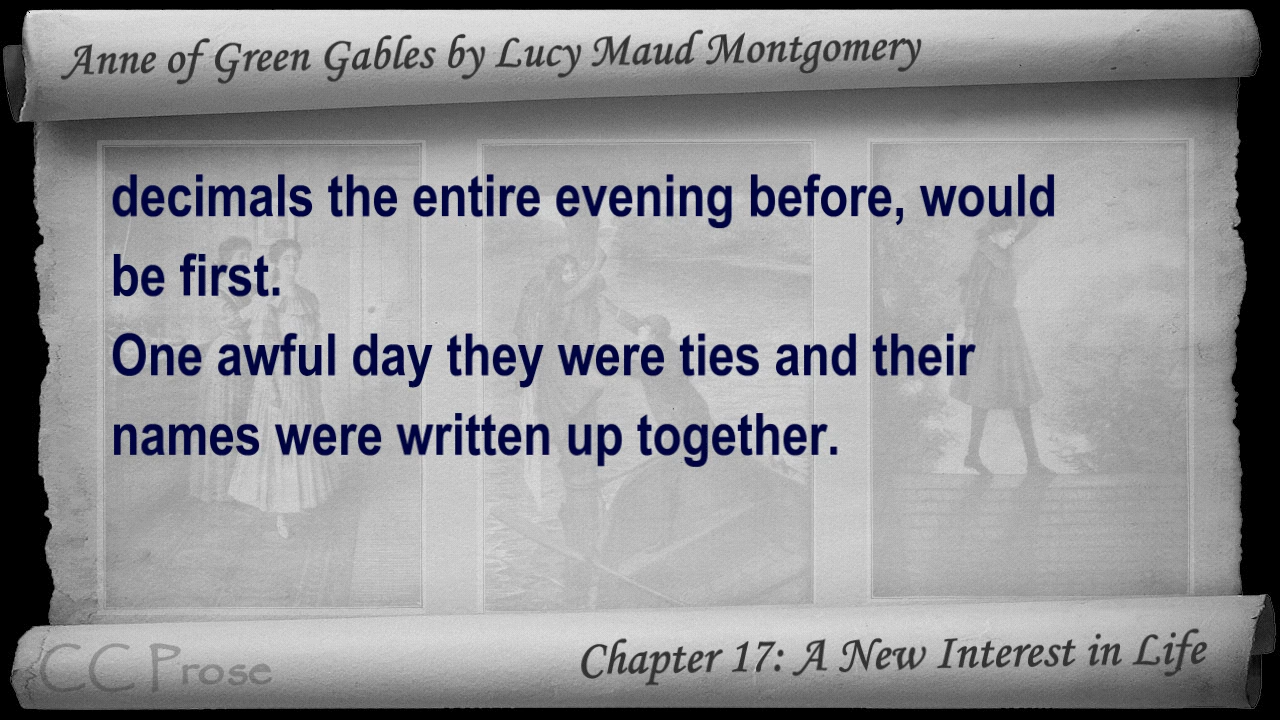 Anne of Green Gables by Lucy Maud Montgomery
decimals the entire evening before, would
be first.
One awful day they were ties and their
names were written up together.
CC Prose
Chapter 17: A New Interest in Life